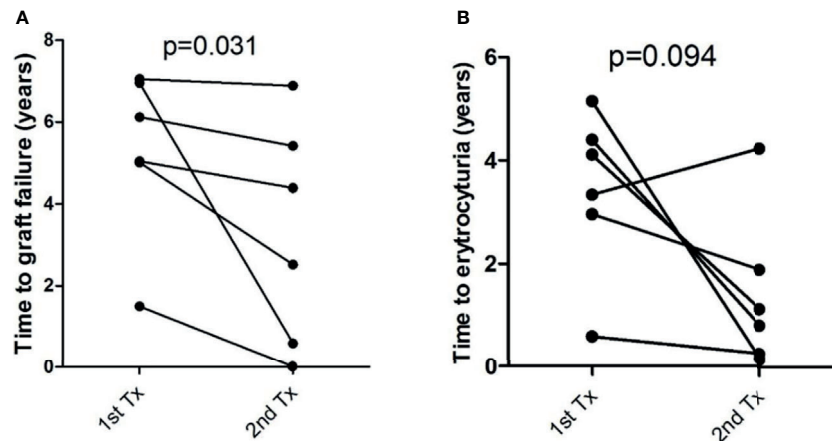 A
p=0.031
Time to graft failure (years)
8
6
4
2
0
1st Tx
2nd Tx
B
p=0.094
Time to erytrocyturia (years)
6
4
2
0
1st Tx
2nd Tx